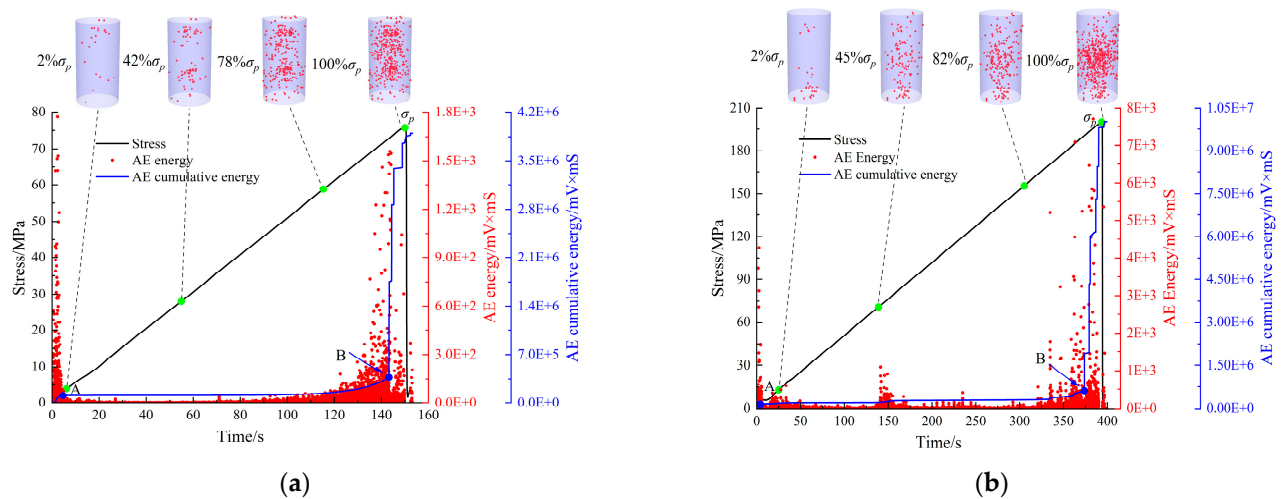 2%σp 42%σp 78%σp 100%σp
σp
Stress
AE energy
AE cumulative energy
A
B
80
70
60
50
40
30
20
10
0
Stress/MPa
0 20 40 60 80 100 120 140 160
Time/s
1.8E+3
1.5E+3
1.2E+3
9.0E+2
6.0E+2
3.0E+2
0.0E+0
AE energy/mV×mS
4.2E+6
3.5E+6
2.8E+6
2.1E+6
1.4E+6
7.0E+5
0.0E+0
AE cumulative energy/mV×mS
(a)
2%σp 45%σp 82%σp 100%σp
σp
Stress
AE Energy
AE cumulative energy
A
B
210
180
150
120
90
60
30
0
Stress/MPa
0 50 100 150 200 250 300 350 400
Time/s
8E+3
7E+3
6E+3
5E+3
4E+3
3E+3
2E+3
1E+3
0E+0
AE Energy/mV×mS
1.05E+7
9.00E+6
7.50E+6
6.00E+6
4.50E+6
3.00E+6
1.50E+6
0.00E+0
AE cumulative energy/mV×mS
(b)